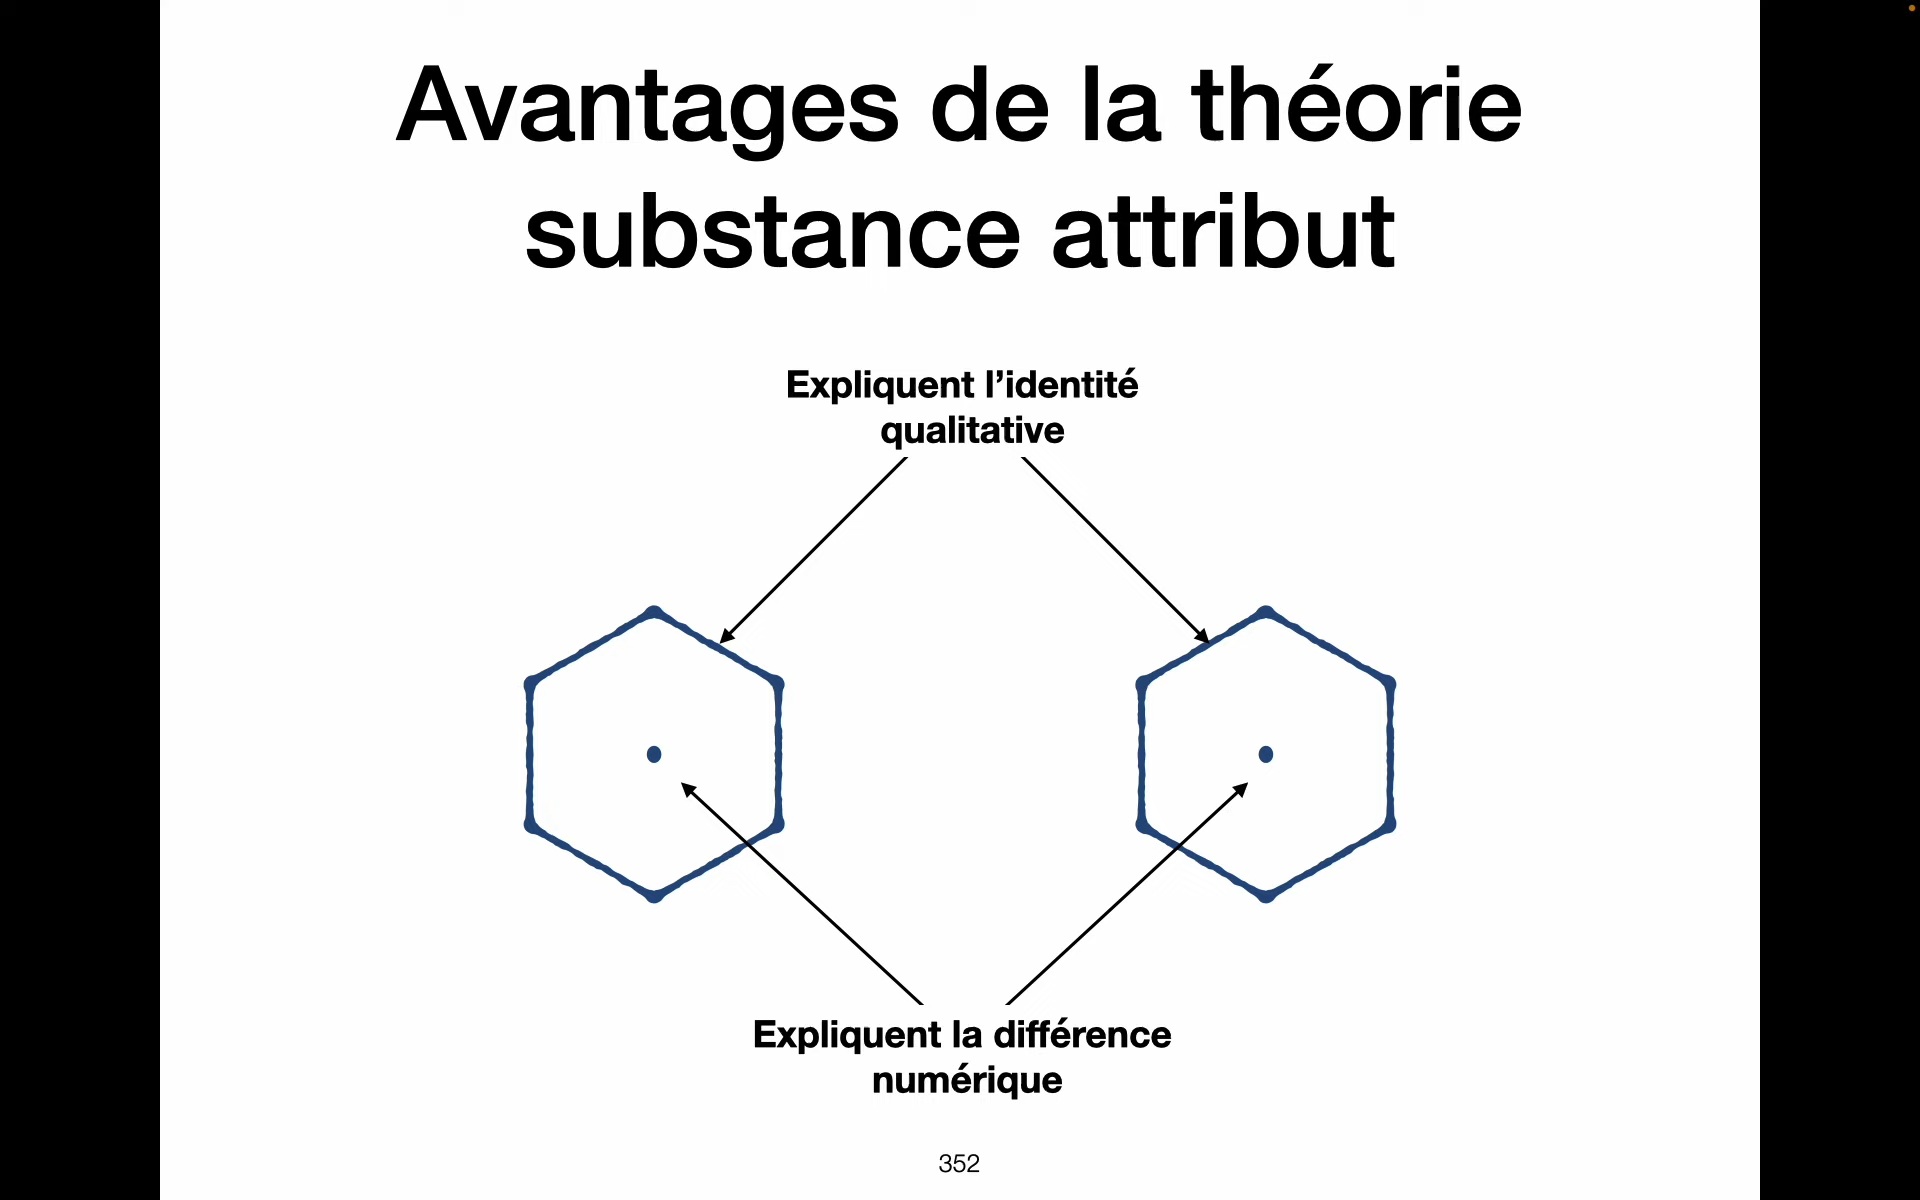 Avantages de la théorie
substance attribut
Expliquent l’identité
qualitative
Expliquent la différence
numérique
352